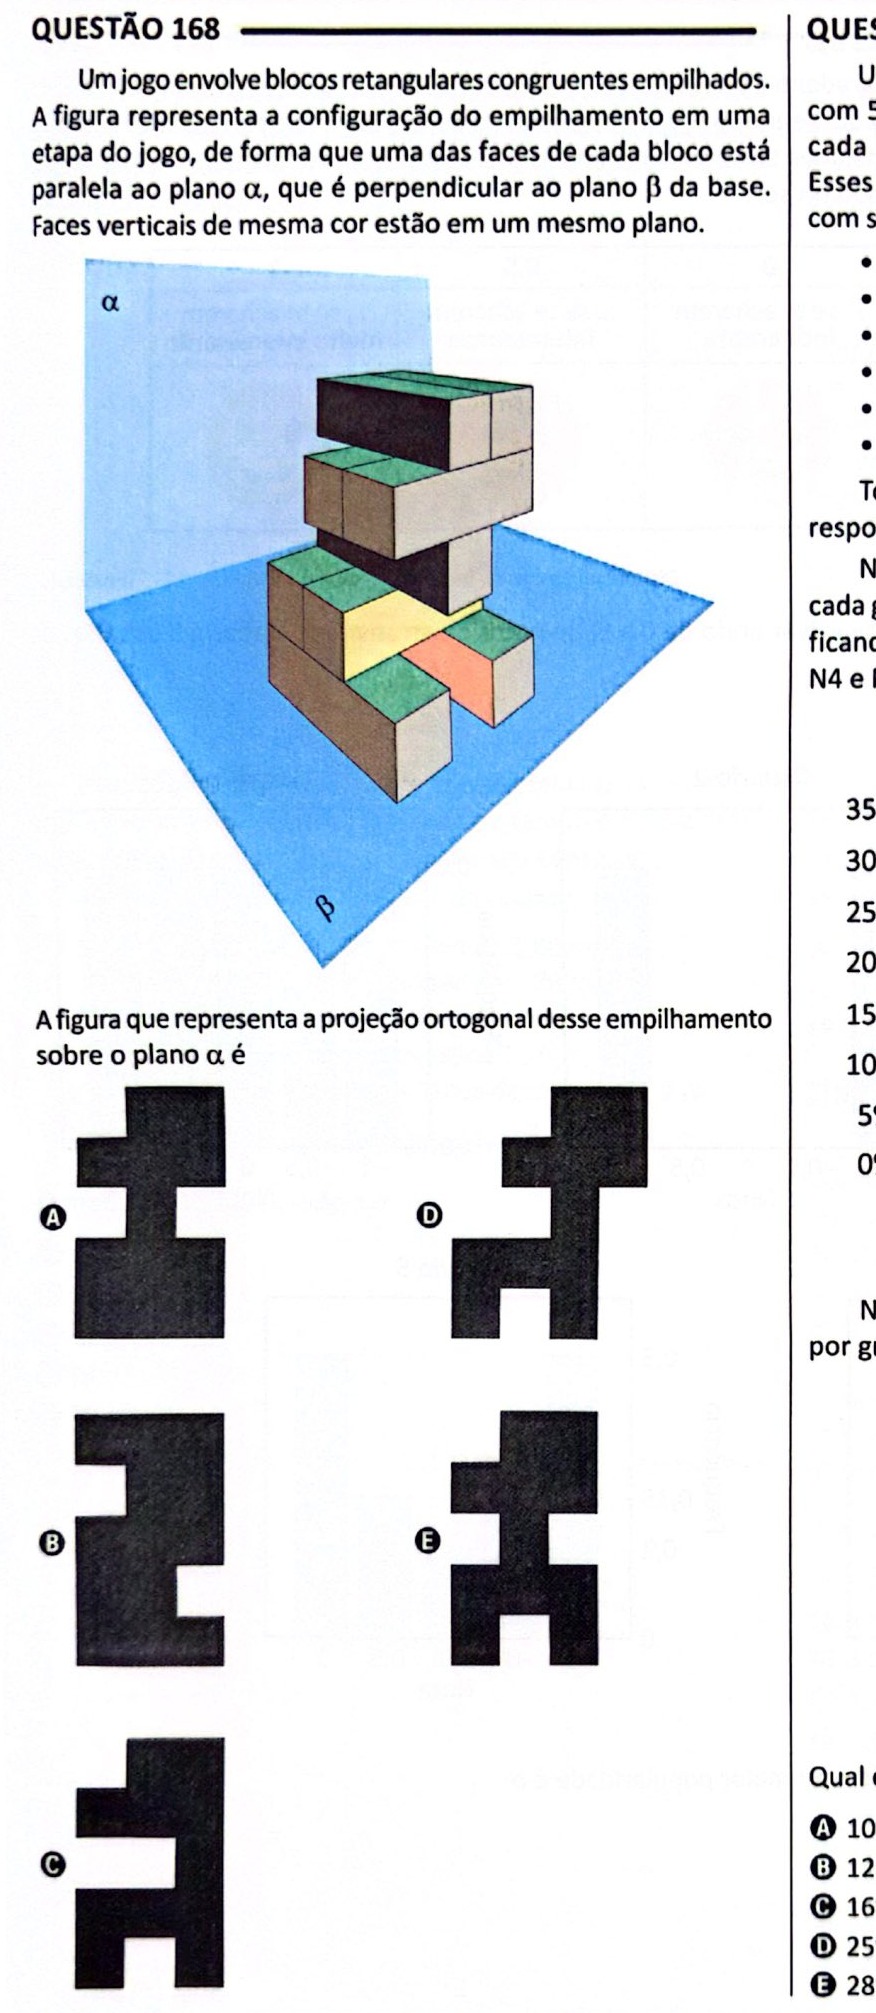 QUESTÃO 168
Um jogo envolve blocos retangulares congruentes empilhados.
A figura representa a configuração do empilhamento em uma
etapa do jogo, de forma que uma das faces de cada bloco está
paralela ao plano α, que é perpendicular ao plano β da base.
Faces verticais de mesma cor estão em um mesmo plano.
α
β
A figura que representa a projeção ortogonal desse empilhamento
sobre o plano α é
A
D
B
E
C
QUES
U
com 5
cada
Esses
com s
•
•
•
•
•
•
To
respo
N
cada g
ficand
N4 e
35
30
25
20
15
10
5
0
N
por gr
Qual
A 10
B 12
C 16
D 25
E 28